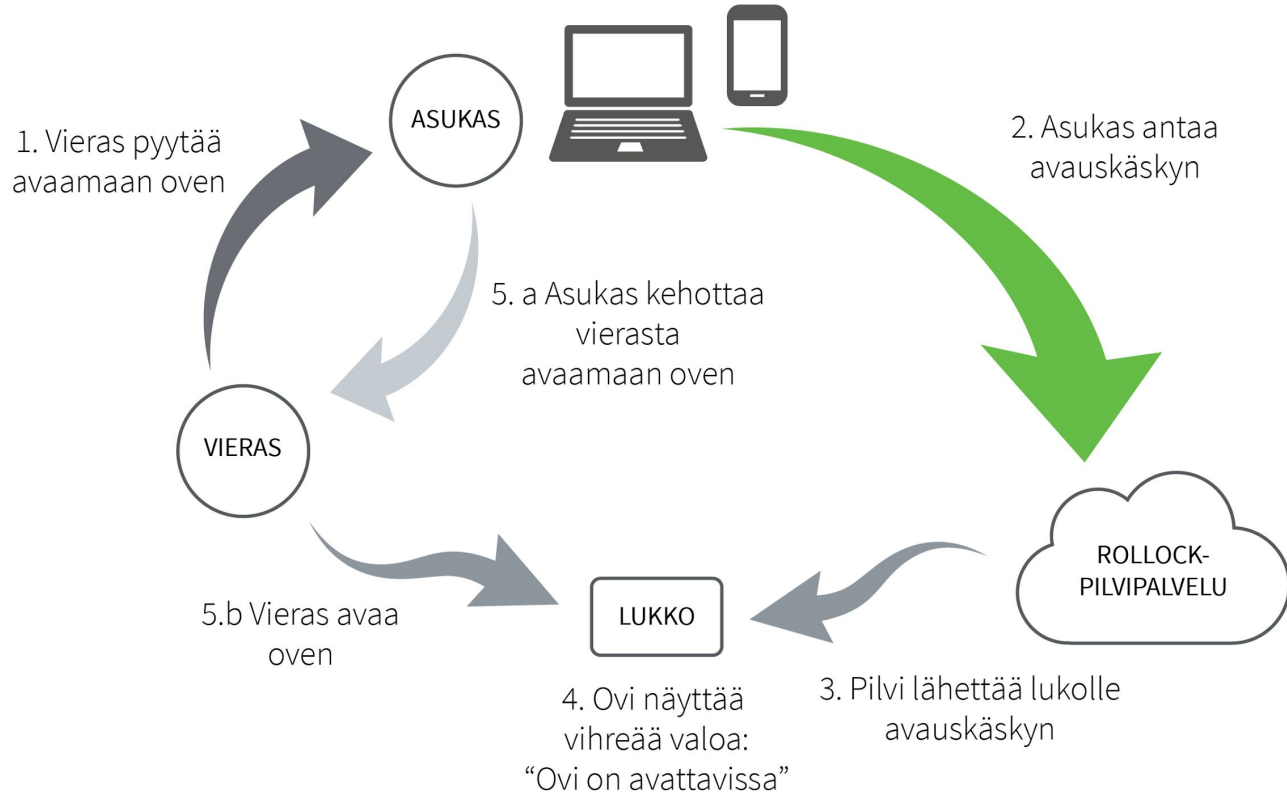 ASUKAS
1. Vieras pyytää
avaamaan oven
2. Asukas antaa
avauskäskyn
5. a Asukas kehottaa
vierasta
avaamaan oven
VIERAS
ROLLOCK-
PILVIPALVELU
5.b Vieras avaa
oven
LUKKO
3. Pilvi lähettää lukolle
avauskäskyn
4. Ovi näyttää
vihreää valoa:
“Ovi on avattavissa”